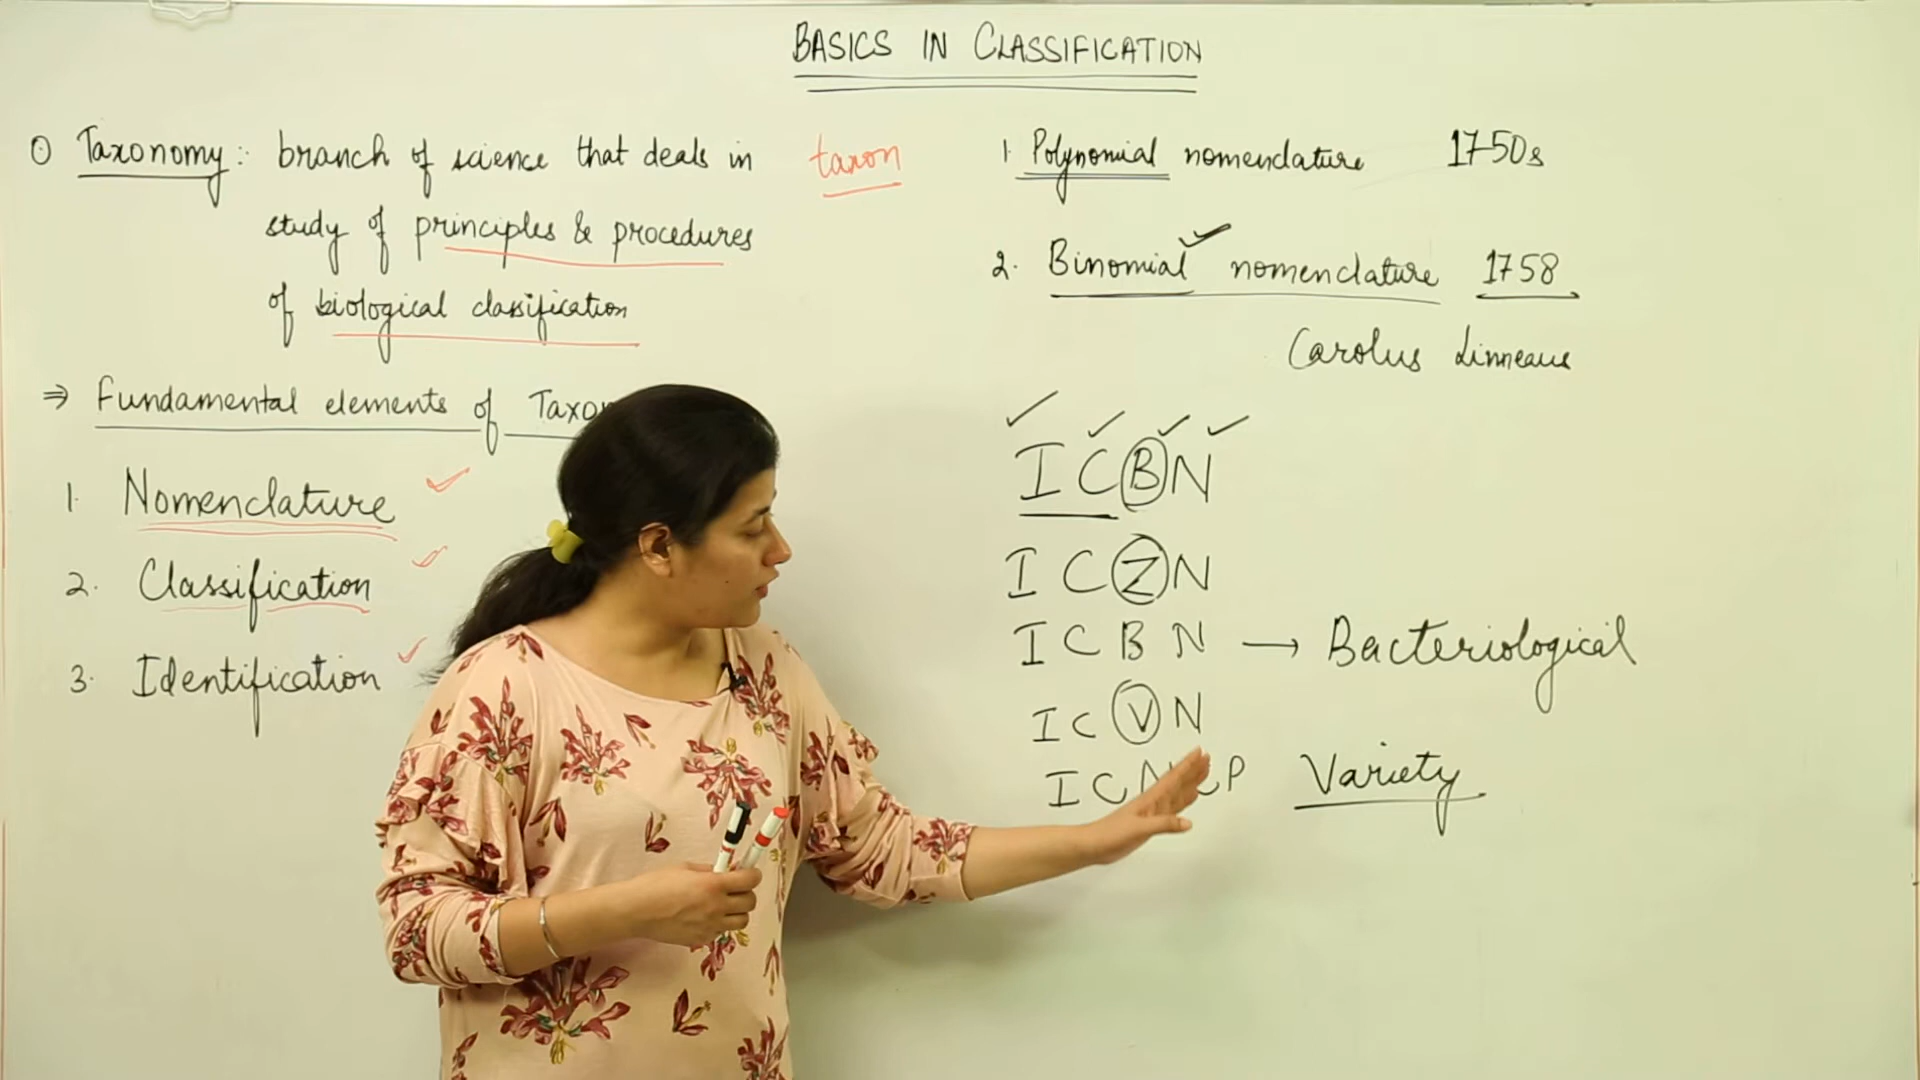 BASICS IN CLASSIFICATION
Taxonomy: branch of science that deals in taxon
study of principles & procedures
of biological classification
⇒ Fundamental elements of
1. Nomenclature ✓
2. Classification ✓
3. Identification ✓
1 Polynomial nomenclature 1750s
2. Binomial ✓ nomenclature 1758
Carolus Linneaus
ICBN
ICZN
ICBN → Bacteriological
ICVN
Variety